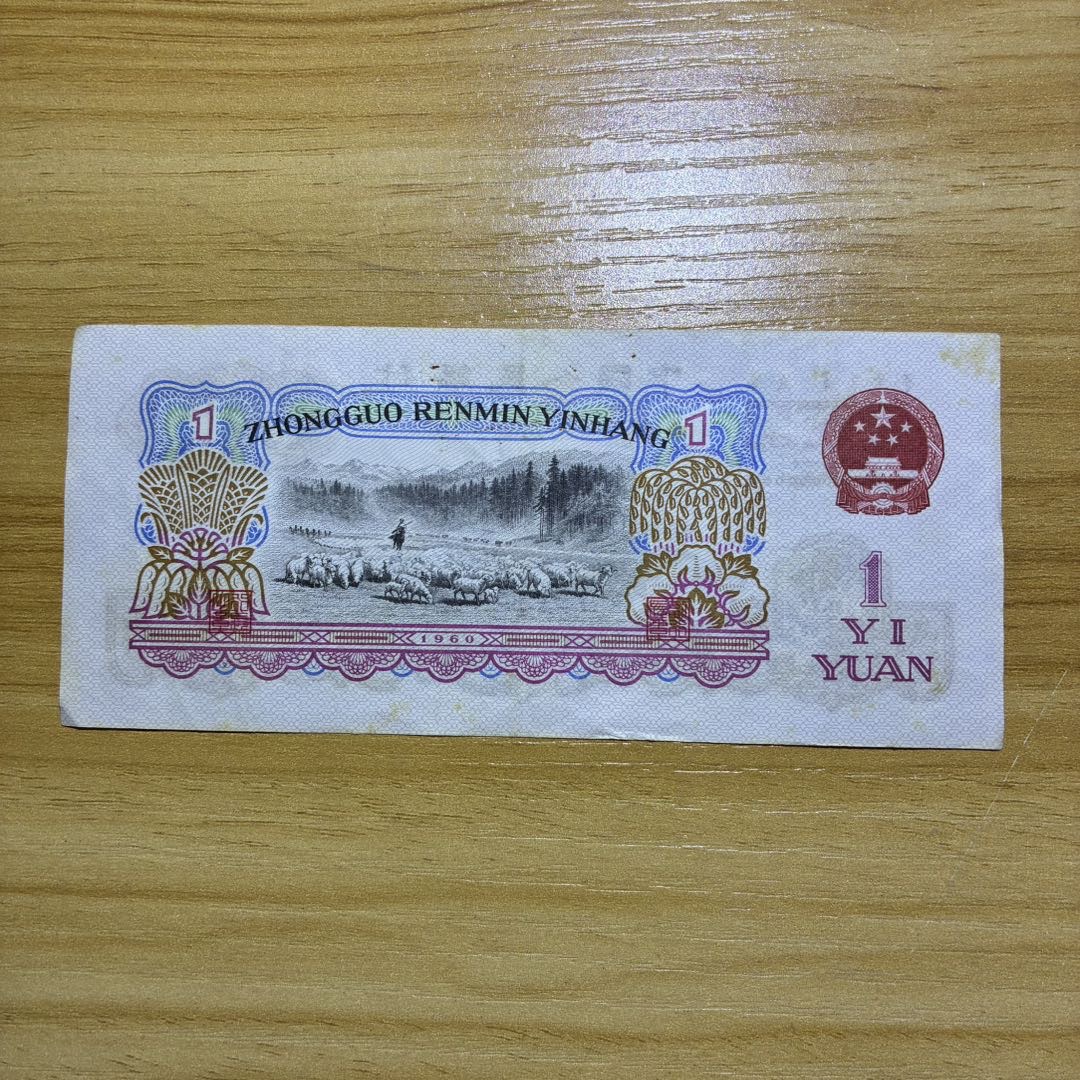 1
ZHONGGUO RENMIN YINHANG
1
1960
1
YI
YUAN